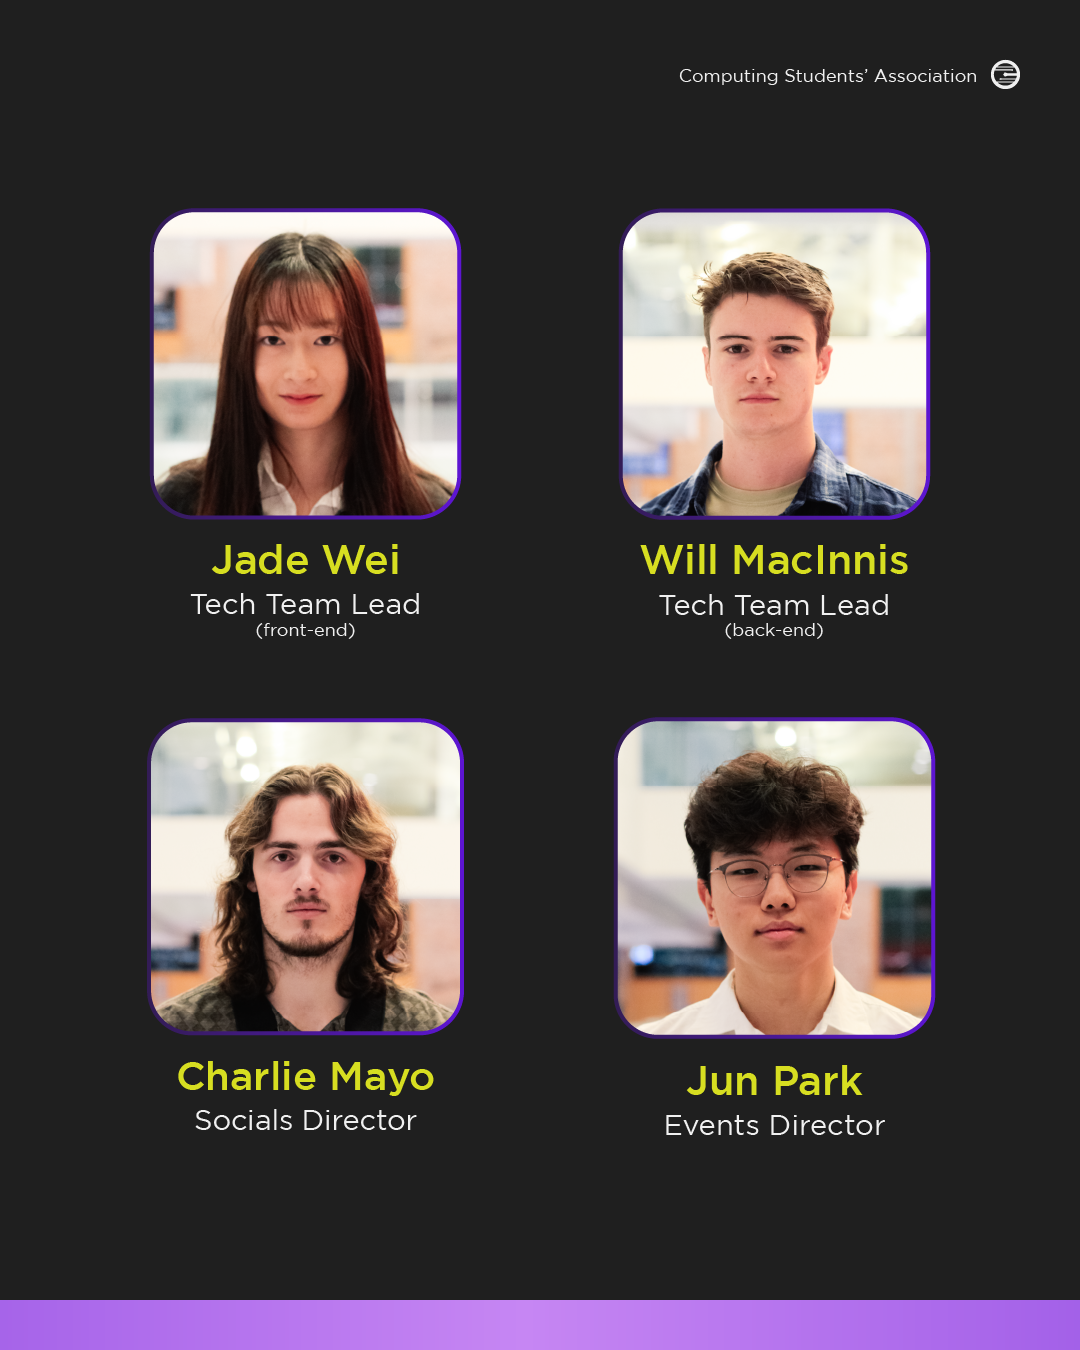 Computing Students’ Association
Jade Wei
Tech Team Lead
(front-end)
Will MacInnis
Tech Team Lead
(back-end)
Charlie Mayo
Socials Director
Jun Park
Events Director